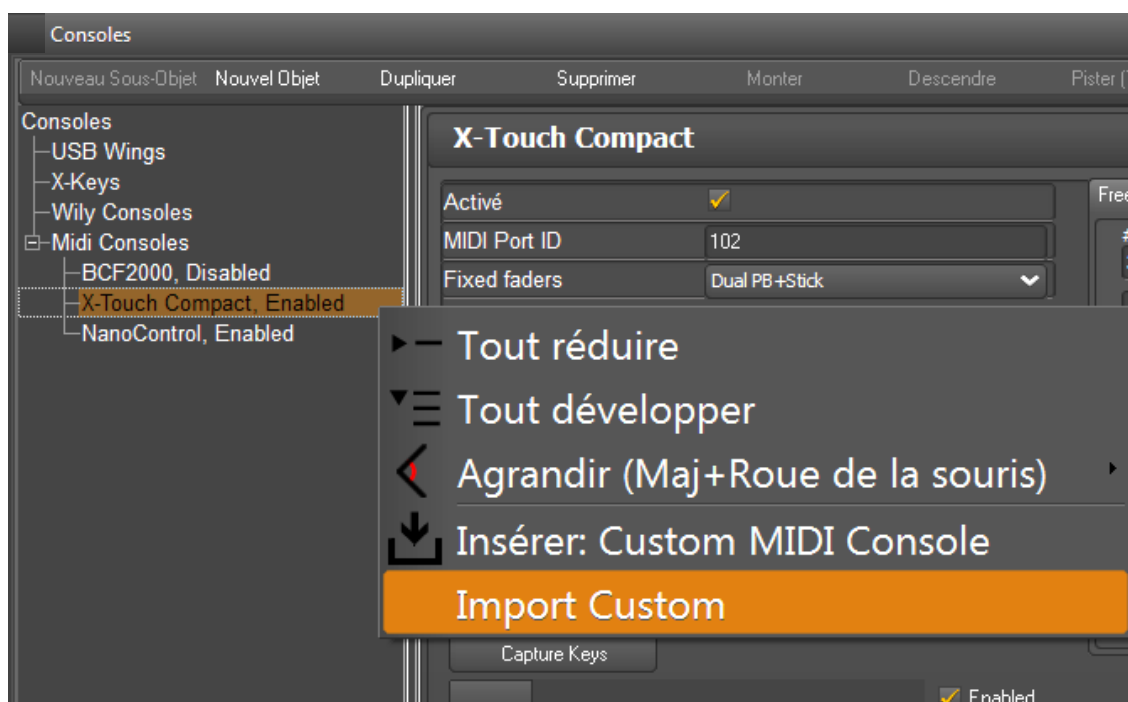 Consoles
Nouveau Sous-Objet Nouvel Objet Dupliquer Supprimer Monter Descendre Pister (
Consoles
USB Wings
X-Keys
Wily Consoles
Midi Consoles
BCF2000, Disabled
X-Touch Compact, Enabled
NanoControl, Enabled
X-Touch Compact
Activé
MIDI Port ID 102
Fixed faders Dual PB+Stick
Free
Tout réduire
Tout développer
Agrandir (Maj+Roue de la souris)
Insérer: Custom MIDI Console
Import Custom
Capture Keys
Enabled